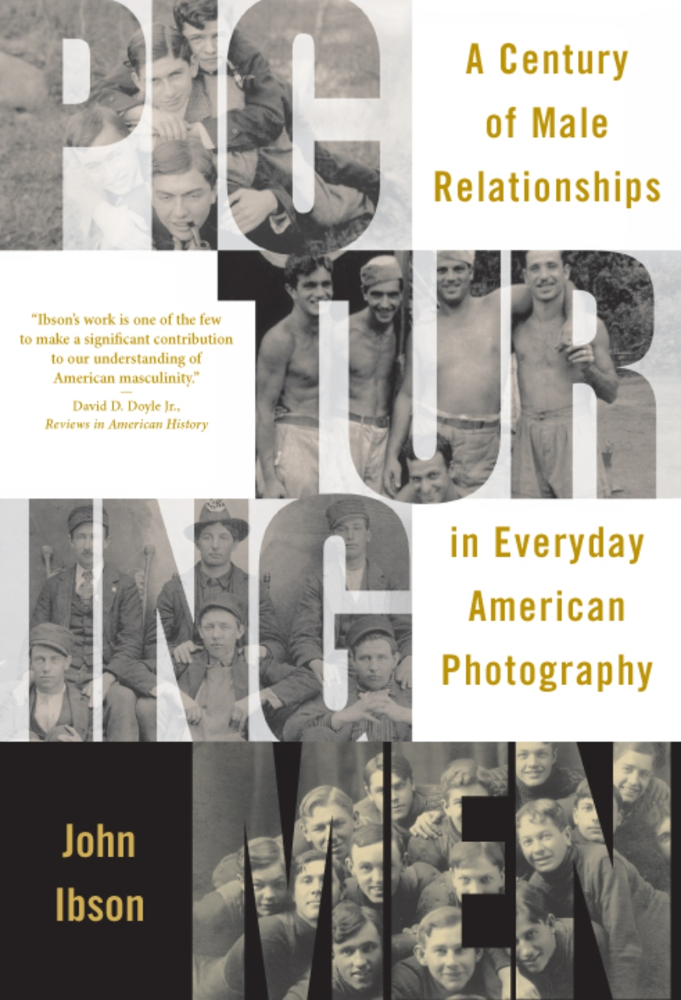 PIC
A Century
of Male
Relationships
TUR
“Ibson’s work is one of the few
to make a significant contribution
to our understanding of
American masculinity.”
—
David D. Doyle Jr.,
Reviews in American History
ING
in Everyday
American
Photography
John
Ibson
MEN